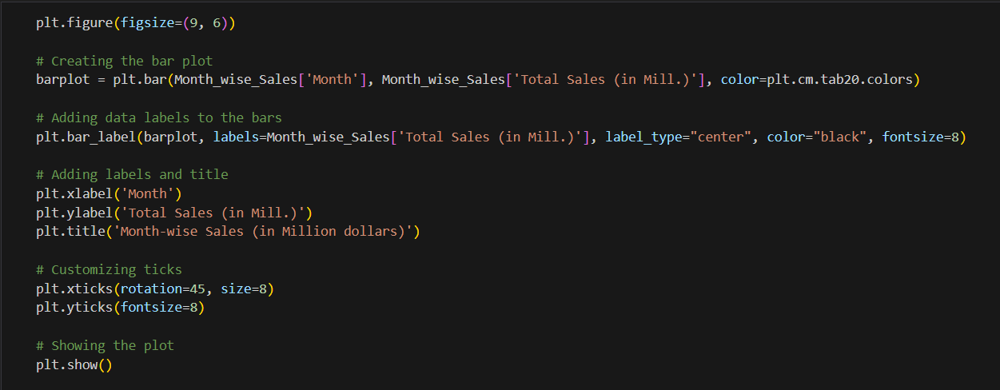 plt.figure(figsize=(9, 6))
# Creating the bar plot
barplot = plt.bar(Month_wise_Sales['Month'], Month_wise_Sales['Total Sales (in Mill.)'], color=plt.cm.tab20.colors)
# Adding data labels to the bars
plt.bar_label(barplot, labels=Month_wise_Sales['Total Sales (in Mill.)'], label_type="center", color="black", fontsize=8)
# Adding labels and title
plt.xlabel('Month')
plt.ylabel('Total Sales (in Mill.)')
plt.title('Month-wise Sales (in Million dollars)')
# Customizing ticks
plt.xticks(rotation=45, size=8)
plt.yticks(fontsize=8)
# Showing the plot
plt.show()